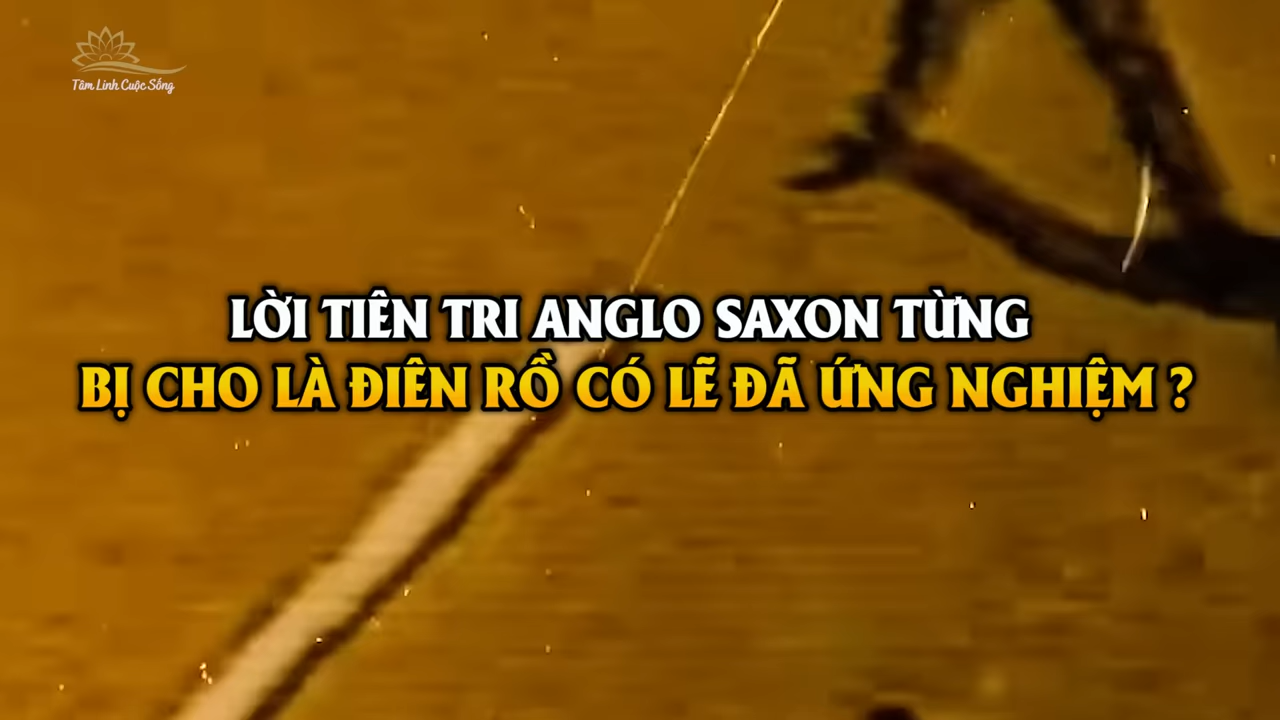 Tâm Linh Cuộc Sống
LỜI TIÊN TRI ANGLO SAXON TỪNG
BỊ CHO LÀ ĐIÊN RỒ CÓ LẼ ĐÃ ỨNG NGHIỆM ?